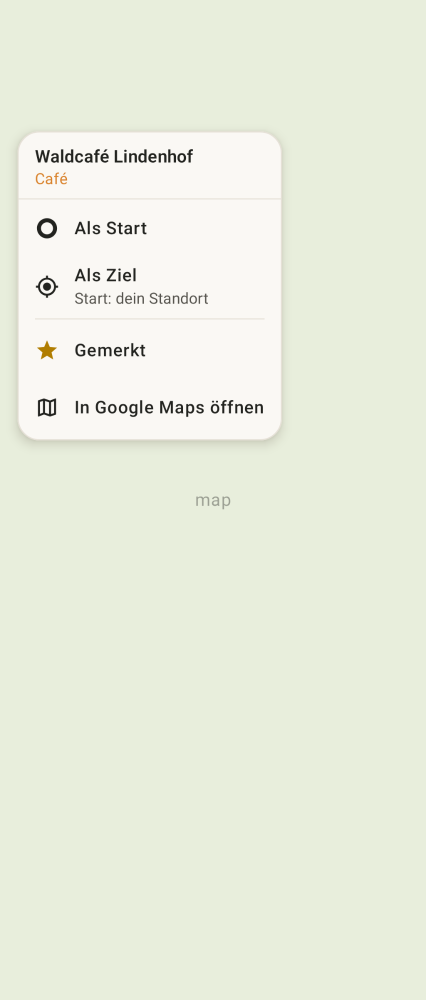 Waldcafé Lindenhof
Café
Als Start
Als Ziel
Start: dein Standort
Gemerkt
In Google Maps öffnen
map